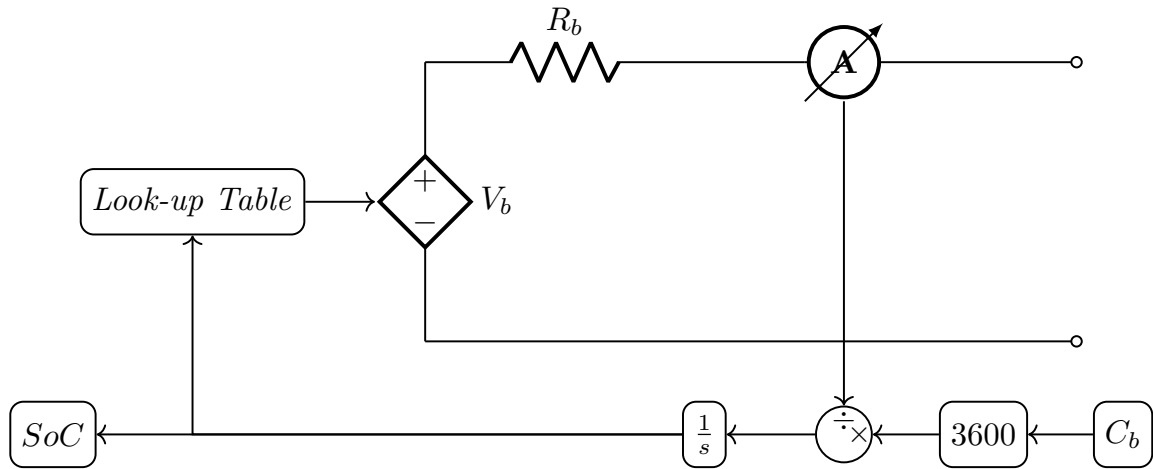 R_b
A
+
Look-up Table
V_b
−
÷
SoC
1/s
×
3600
C_b